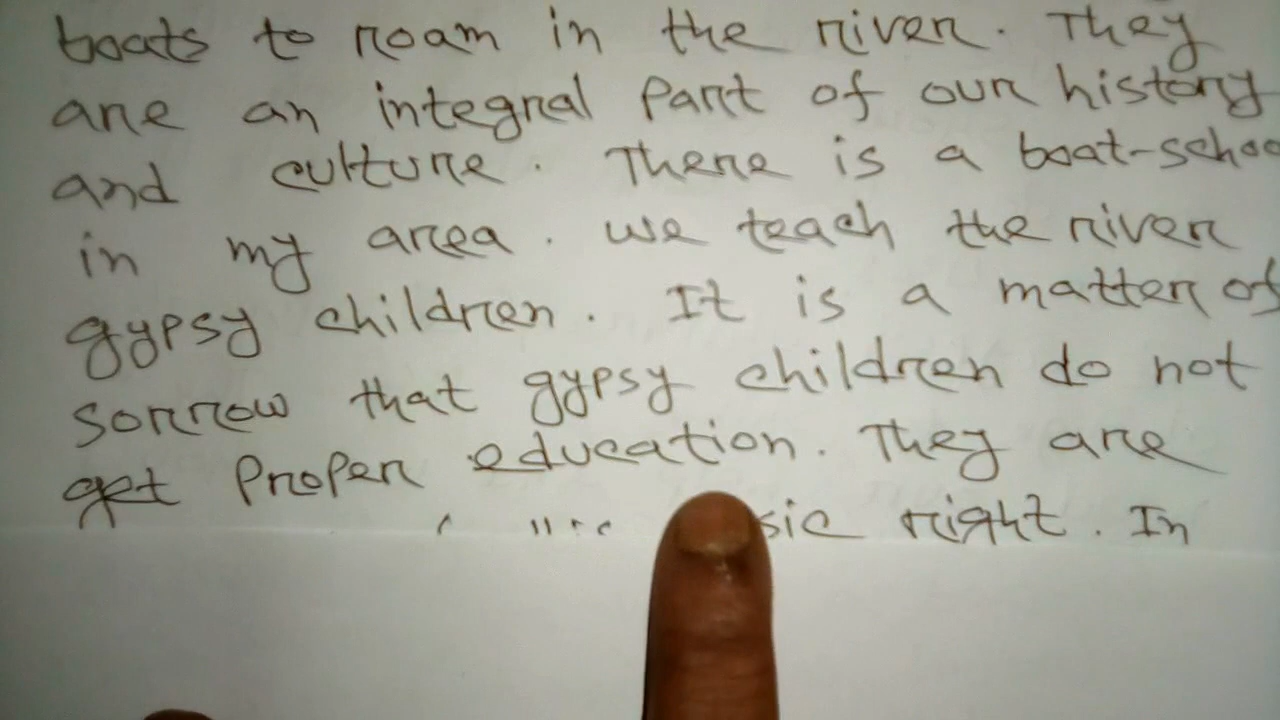 boats to roam in the river. They
are an integral part of our history
and culture. There is a boat-schoo
in my area. We teach the river
gypsy children. It is a matter of
sorrow that gypsy children do not
get proper education. They are
right. In